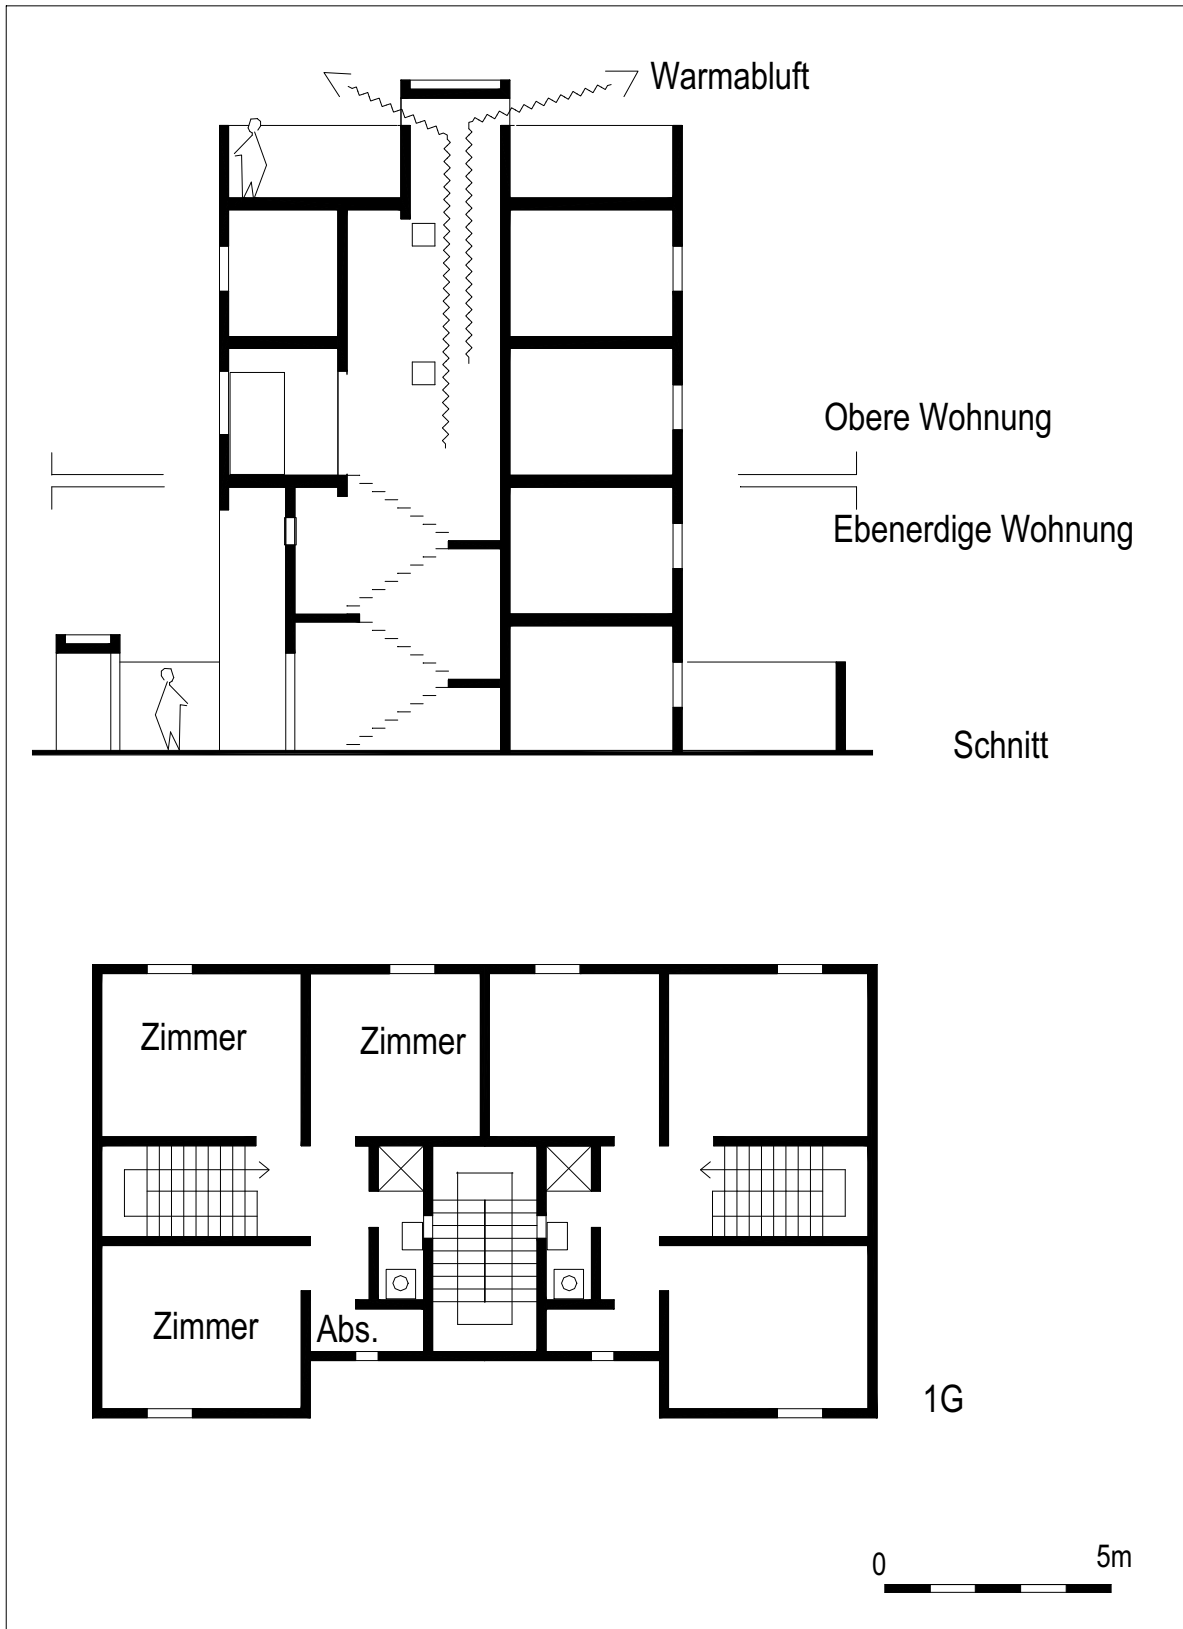 Warmabluft
Obere Wohnung
Ebenerdige Wohnung
Schnitt
Zimmer
Zimmer
Zimmer
Abs.
1G
0
5m